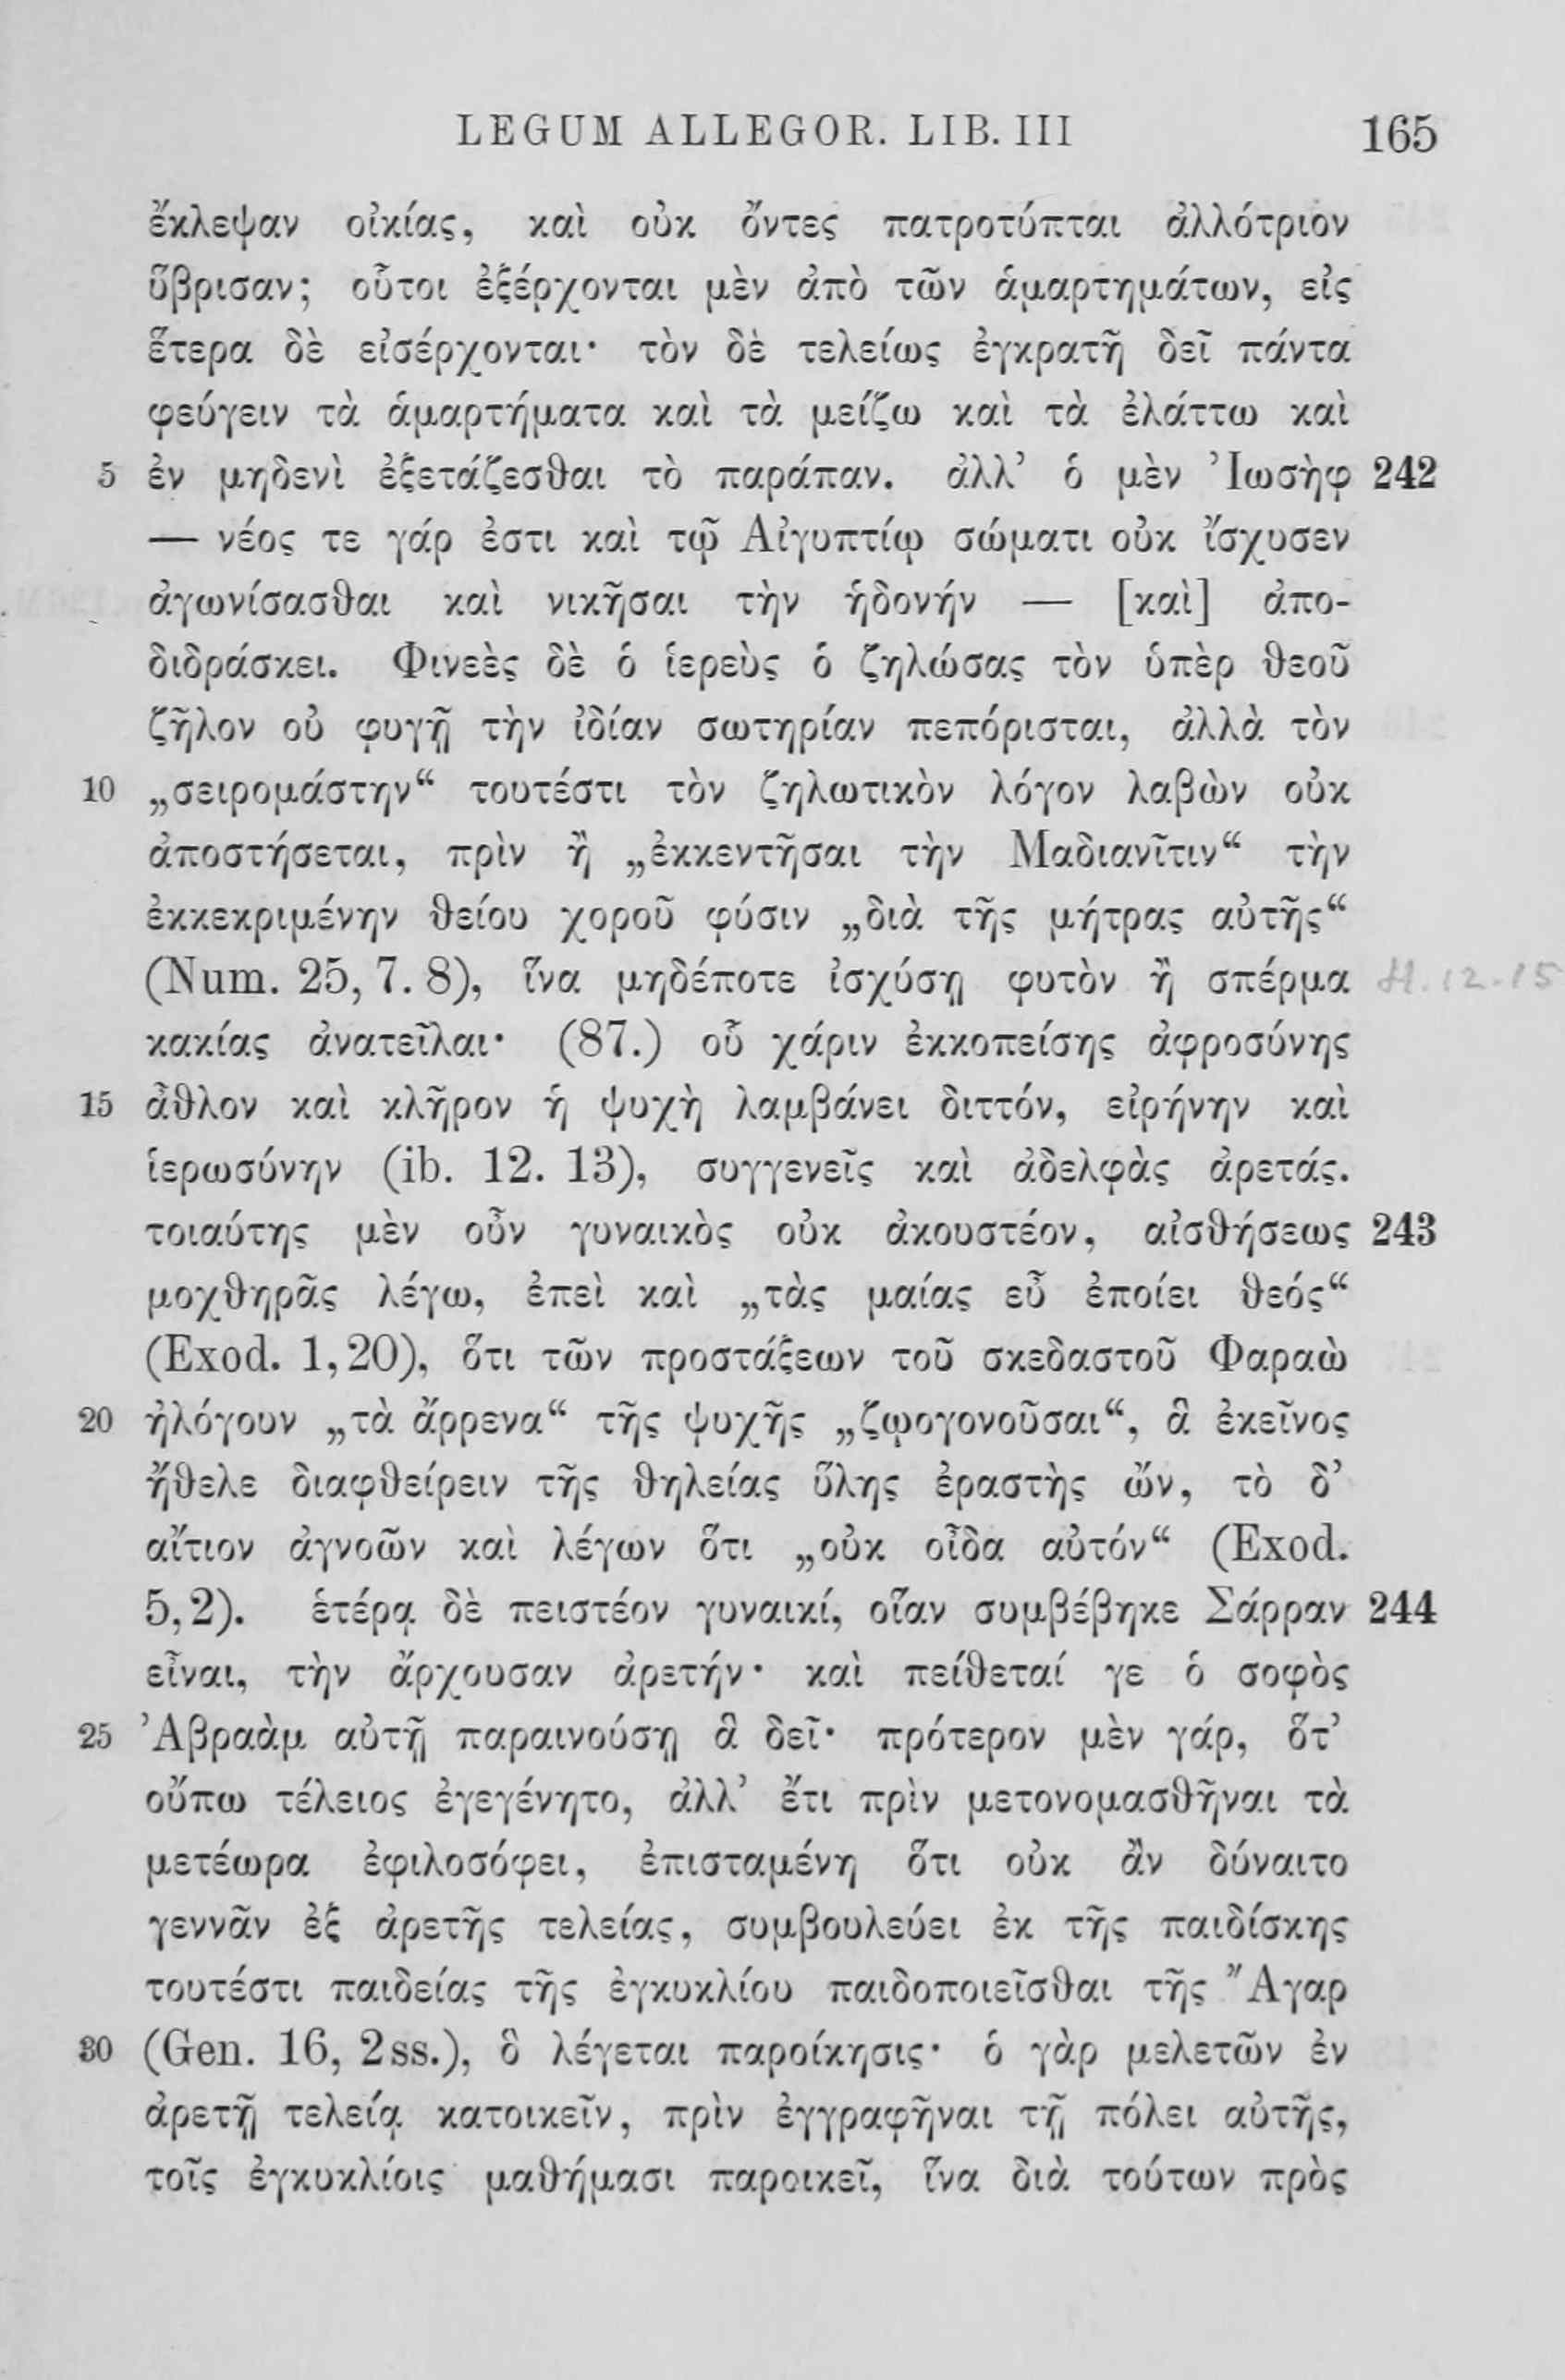 LEGUM ALLEGOR. LIB. III 165
ἔκλεψαν οἰκίας, καὶ οὐκ ὄντες πατροτύπται ἀλλότριον
ὕβρισαν; οὗτοι ἐξέρχονται μὲν ἀπὸ τῶν ἁμαρτημάτων, εἰς
ἕτερα δὲ εἰσέρχονται· τὸν δὲ τελείως ἐγκρατῆ δεῖ πάντα
φεύγειν τὰ ἁμαρτήματα καὶ τὰ μείζω καὶ τὰ ἐλάττω καὶ
5 ἐν μηδενὶ ἐξετάζεσθαι τὸ παράπαν. ἀλλ’ ὁ μὲν Ἰωσὴφ 242
— νέος τε γάρ ἐστι καὶ τῷ Αἰγυπτίῳ σώματι οὐκ ἴσχυσεν
ἀγωνίσασθαι καὶ νικῆσαι τὴν ἡδονήν — [καὶ] ἀπο-
διδράσκει. Φινεὲς δὲ ὁ ἱερεὺς ὁ ζηλώσας τὸν ὑπὲρ θεοῦ
ζῆλον οὐ φυγῇ τὴν ἰδίαν σωτηρίαν πεπόρισται, ἀλλὰ τὸν
10 „σειρομάστην“ τουτέστι τὸν ζηλωτικὸν λόγον λαβὼν οὐκ
ἀποστήσεται, πρὶν ἢ „ἐκκεντῆσαι τὴν Μαδιανῖτιν“ τὴν
ἐκκεκριμένην θείου χοροῦ φύσιν „διὰ τῆς μήτρας αὐτῆς“
(Num. 25, 7. 8), ἵνα μηδέποτε ἰσχύσῃ φυτὸν ἢ σπέρμα H. 12-15
κακίας ἀνατεῖλαι· (87.) οὗ χάριν ἐκκοπείσης ἀφροσύνης
15 ἆθλον καὶ κλῆρον ἡ ψυχὴ λαμβάνει διττόν, εἰρήνην καὶ
ἱερωσύνην (ib. 12. 13), συγγενεῖς καὶ ἀδελφὰς ἀρετάς.
τοιαύτης μὲν οὖν γυναικὸς οὐκ ἀκουστέον, αἰσθήσεως 243
μοχθηρᾶς λέγω, ἐπεὶ καὶ „τὰς μαίας εὖ ἐποίει θεός“
(Exod. 1, 20), ὅτι τῶν προστάξεων τοῦ σκεδαστοῦ Φαραὼ
20 ἠλόγουν „τὰ ἄρρενα“ τῆς ψυχῆς „ζῳογονοῦσαι“, ἃ ἐκεῖνος
ἤθελε διαφθείρειν τῆς θηλείας ὕλης ἐραστὴς ὤν, τὸ δ’
αἴτιον ἀγνοῶν καὶ λέγων ὅτι „οὐκ οἶδα αὐτόν“ (Exod.
5, 2). ἑτέρᾳ δὲ πειστέον γυναικί, οἵαν συμβέβηκε Σάρραν 244
εἶναι, τὴν ἄρχουσαν ἀρετήν· καὶ πείθεταί γε ὁ σοφὸς
25 Ἀβραὰμ αὐτῇ παραινούσῃ ἃ δεῖ· πρότερον μὲν γάρ, ὅτ’
οὔπω τέλειος ἐγεγένητο, ἀλλ’ ἔτι πρὶν μετονομασθῆναι τὰ
μετέωρα ἐφιλοσόφει, ἐπισταμένη ὅτι οὐκ ἂν δύναιτο
γεννᾶν ἐξ ἀρετῆς τελείας, συμβουλεύει ἐκ τῆς παιδίσκης
τουτέστι παιδείας τῆς ἐγκυκλίου παιδοποιεῖσθαι τῆς Ἄγαρ
30 (Gen. 16, 2 ss.), ὃ λέγεται παροίκησις· ὁ γὰρ μελετῶν ἐν
ἀρετῇ τελείᾳ κατοικεῖν, πρὶν ἐγγραφῆναι τῇ πόλει αὐτῆς,
τοῖς ἐγκυκλίοις μαθήμασι παροικεῖ, ἵνα διὰ τούτων πρὸς